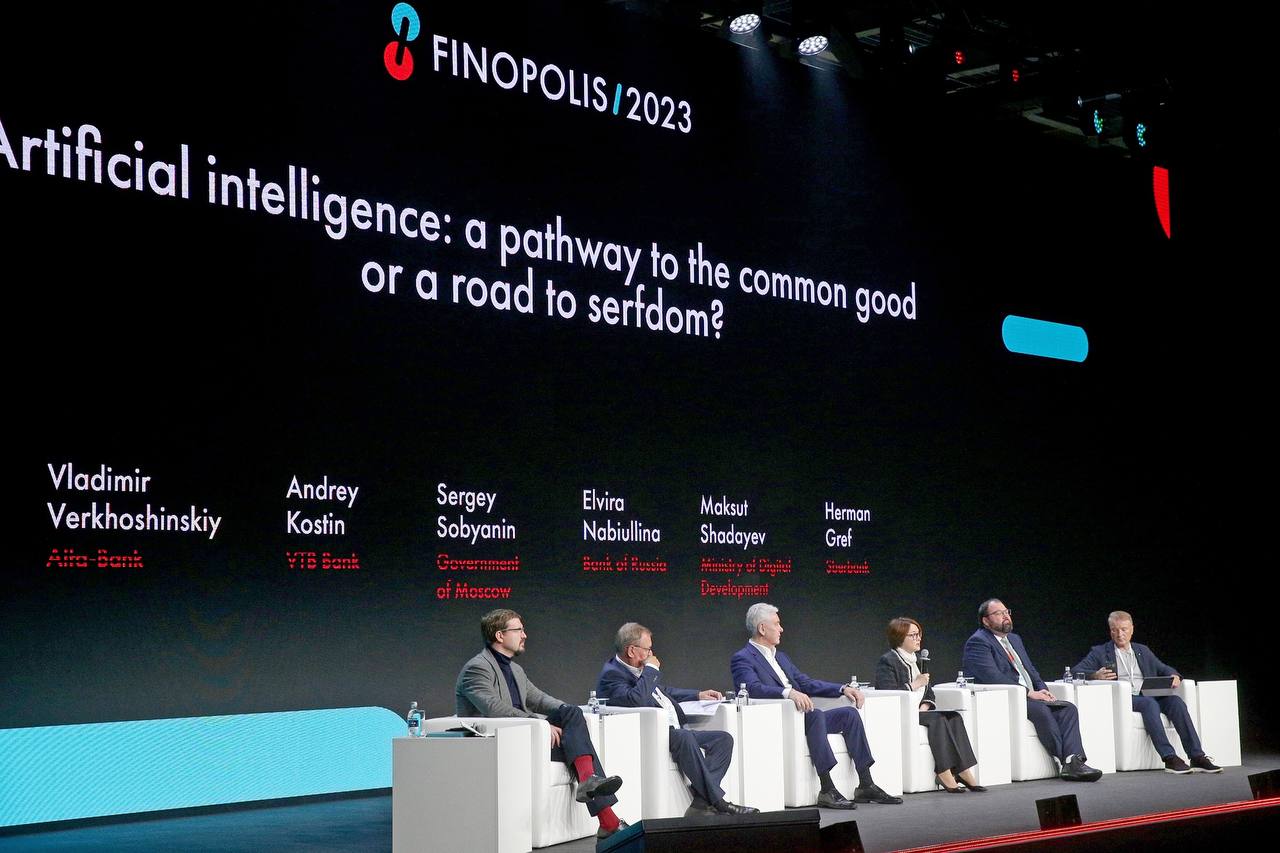 FINOPOLIS/2023
Artificial intelligence: a pathway to the common good
or a road to serfdom?
Vladimir
Verkhoshinskiy
Alfa-Bank
Andrey
Kostin
VTB Bank
Sergey
Sobyanin
Government
of Moscow
Elvira
Nabiullina
Bank of Russia
Maksut
Shadayev
Ministry of Digital
Development
Herman
Gref
Sberbank